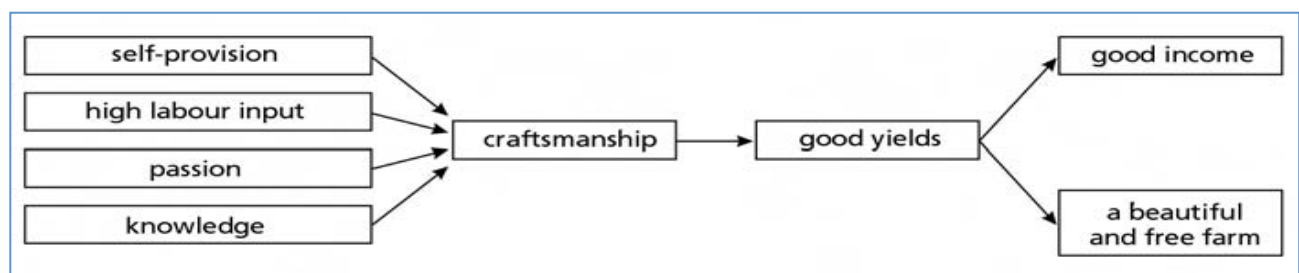 self-provision
high labour input
passion
knowledge
craftsmanship
good yields
good income
a beautiful
and free farm